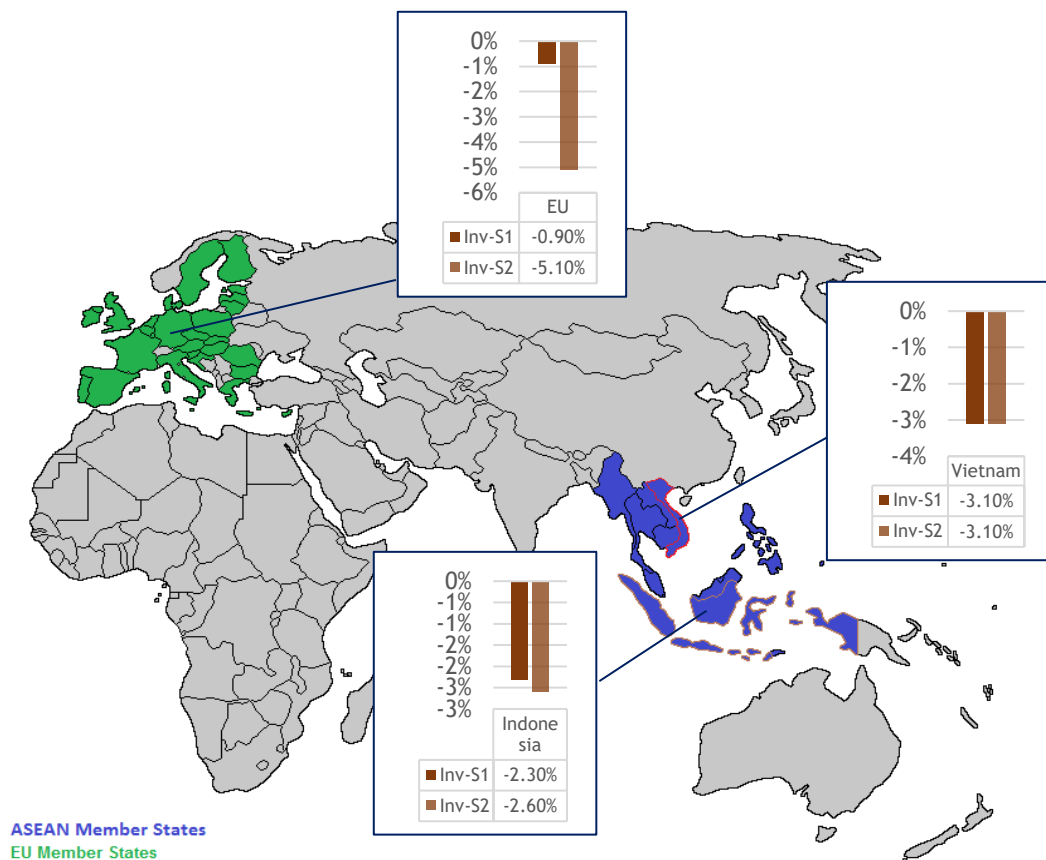 0%
-1%
-2%
-3%
-4%
-5%
-6%
EU
Inv-S1 -0.90%
Inv-S2 -5.10%
0%
-1%
-2%
-3%
-4%
Vietnam
Inv-S1 -3.10%
Inv-S2 -3.10%
0%
-1%
-1%
-2%
-2%
-3%
-3%
Indone
sia
Inv-S1 -2.30%
Inv-S2 -2.60%
ASEAN Member States
EU Member States